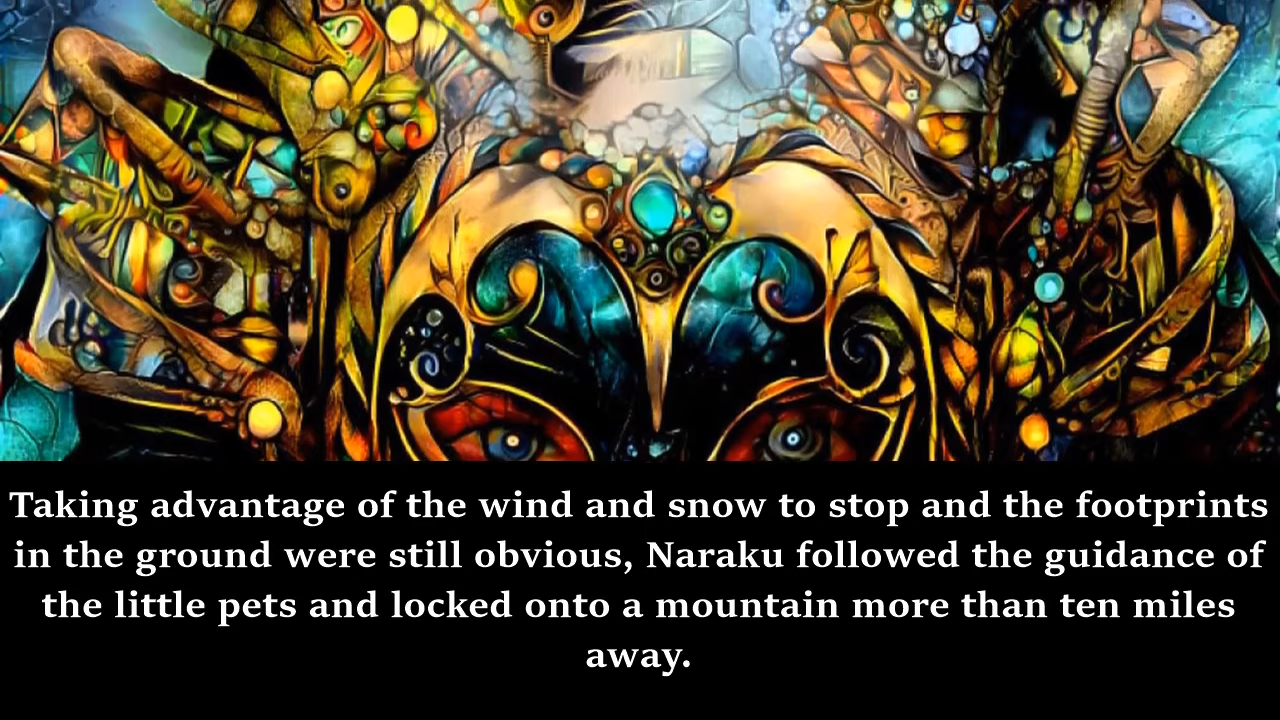 Taking advantage of the wind and snow to stop and the footprints
in the ground were still obvious, Naraku followed the guidance of
the little pets and locked onto a mountain more than ten miles
away.